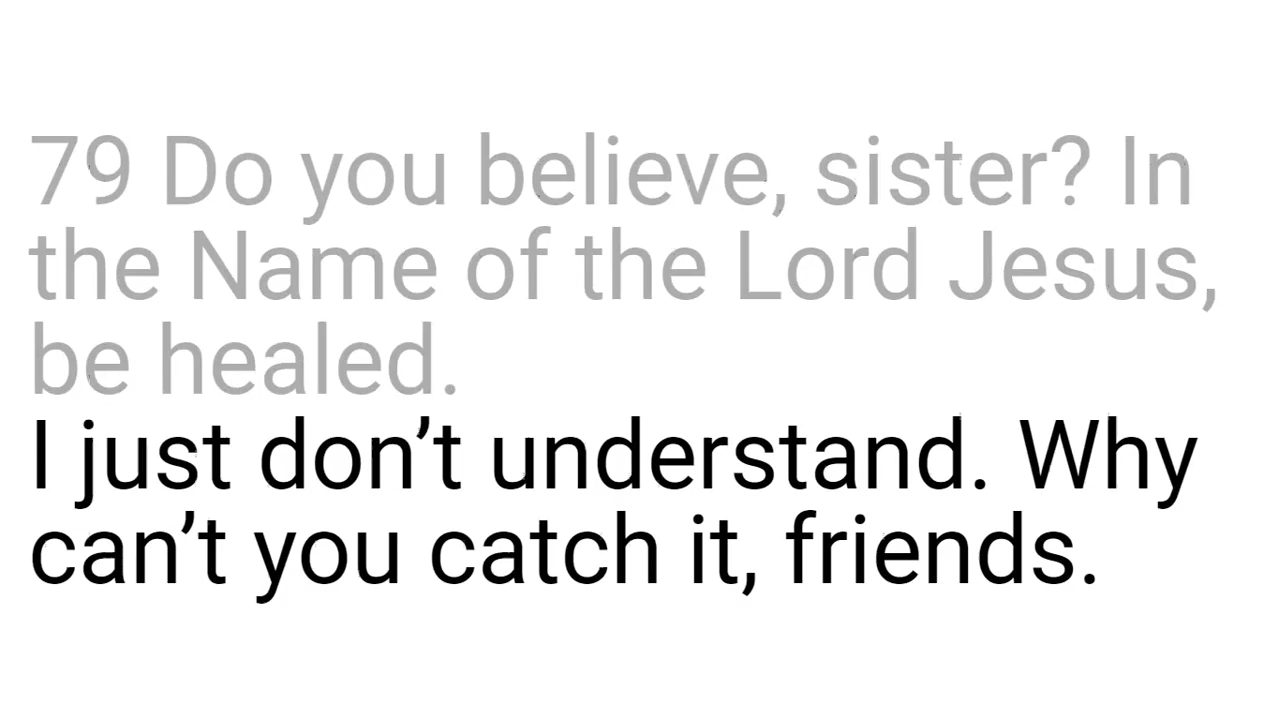 79 Do you believe, sister? In
the Name of the Lord Jesus,
be healed.
I just don’t understand. Why
can’t you catch it, friends.